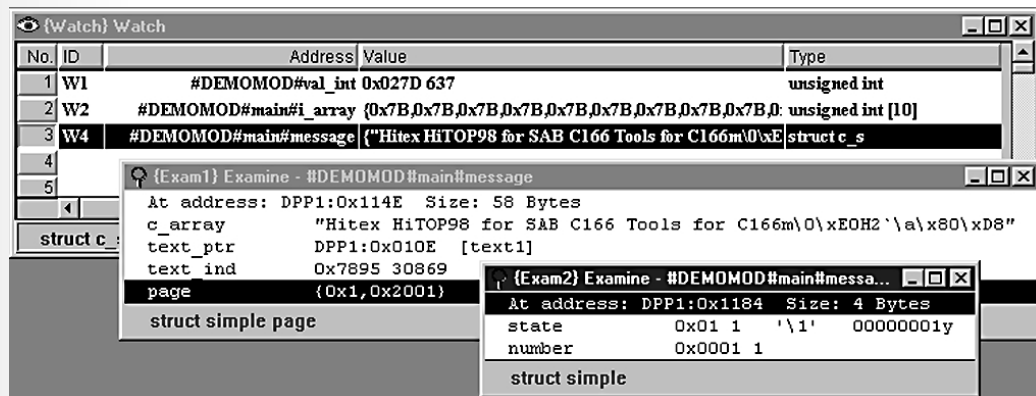 {Watch} Watch
No. ID Address Value Type
1 W1 #DEMOMOD#val_int 0x027D 637 unsigned int
2 W2 #DEMOMOD#main#i_array {0x7B,0x7B,0x7B,0x7B,0x7B,0x7B,0x7B,0x7B,0x7B,0: unsigned int [10]
3 W4 #DEMOMOD#main#message {"Hitex HiTOP98 for SAB C166 Tools for C166m\0\xE struct c_s
4
5
struct c_s
{Exam1} Examine - #DEMOMOD#main#message
At address: DPP1:0x114E Size: 58 Bytes
c_array "Hitex HiTOP98 for SAB C166 Tools for C166m\0\xE0H2`\a\x80\xD8"
text_ptr DPP1:0x010E [text1]
text_ind 0x7895 30869
page {0x1,0x2001}
struct simple page
{Exam2} Examine - #DEMOMOD#main#messa...
At address: DPP1:0x1184 Size: 4 Bytes
state 0x01 1 '\1' 00000001y
number 0x0001 1
struct simple